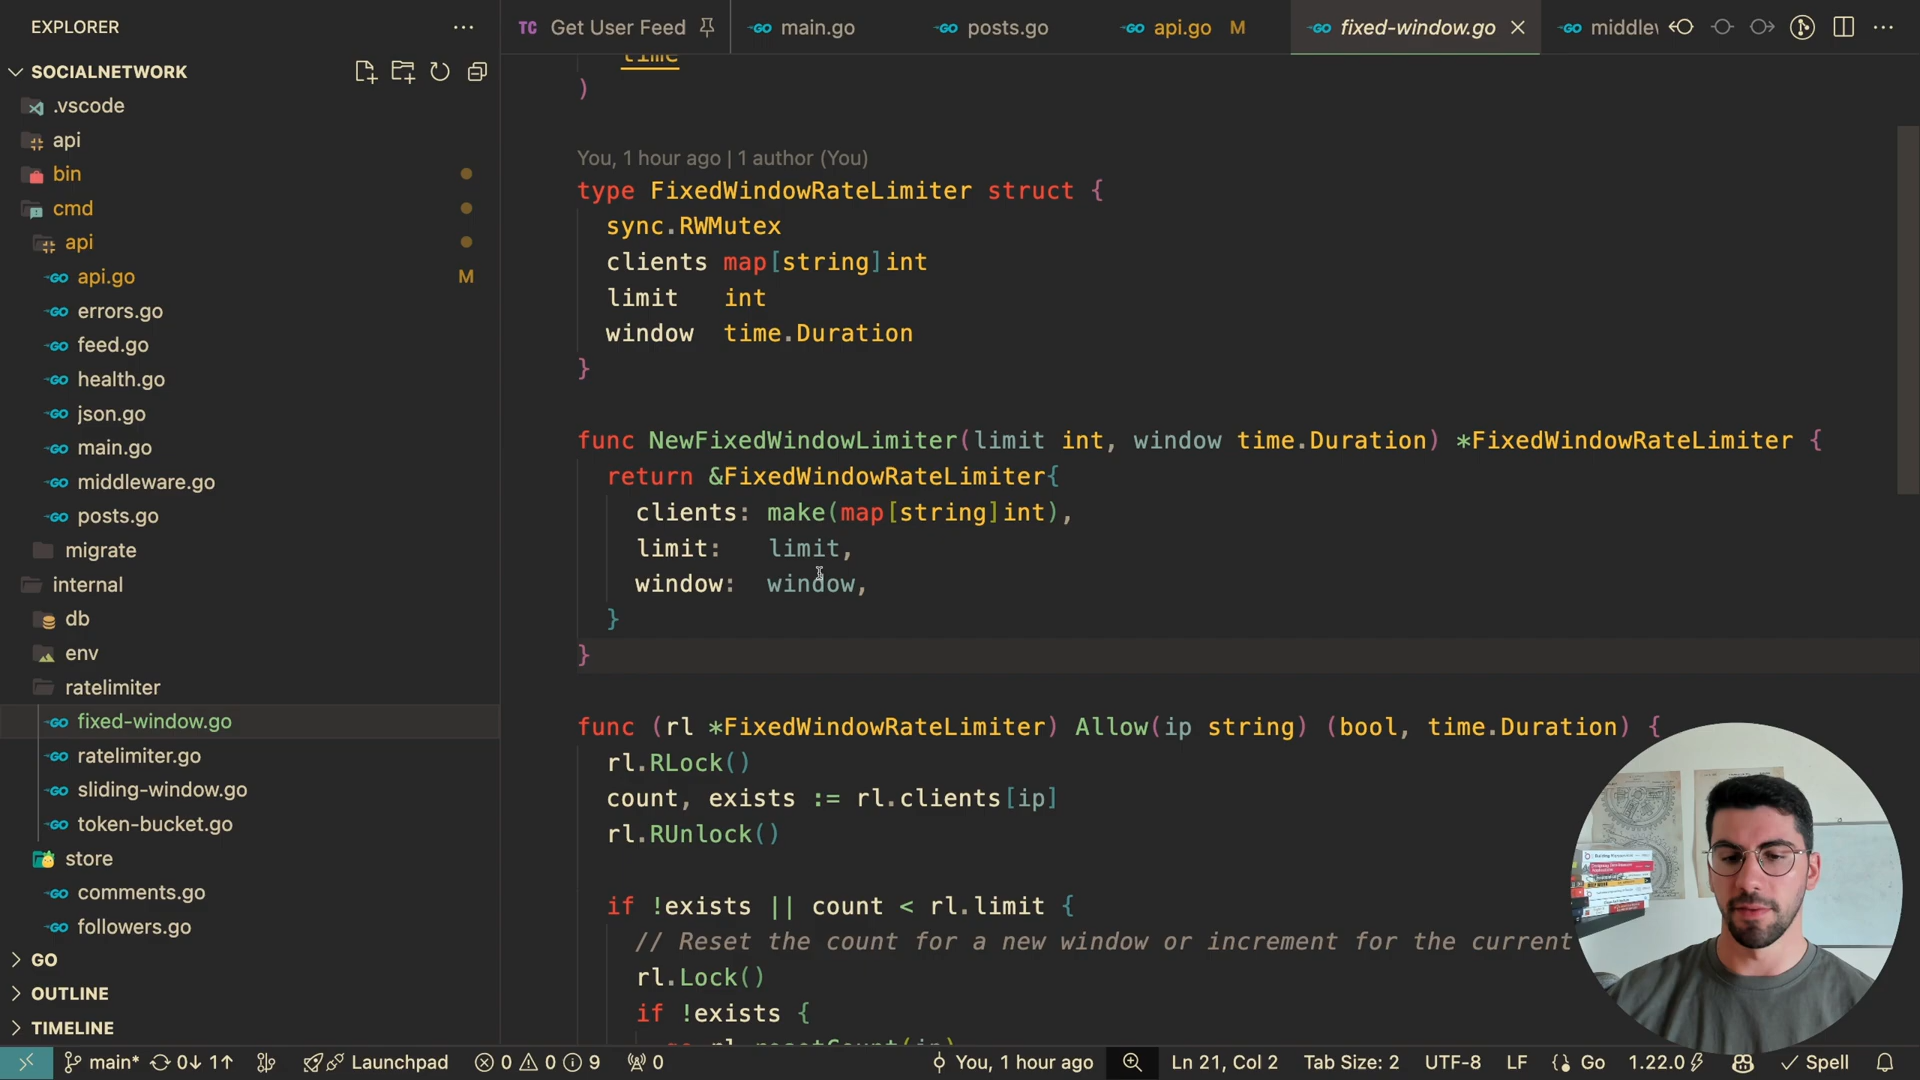 EXPLORER
SOCIALNETWORK
.vscode
api
bin
cmd
api
api.go M
errors.go
feed.go
health.go
json.go
main.go
middleware.go
posts.go
migrate
internal
db
env
ratelimiter
fixed-window.go
ratelimiter.go
sliding-window.go
token-bucket.go
store
comments.go
followers.go
GO
OUTLINE
TIMELINE
TC Get User Feed
main.go
posts.go
api.go M
fixed-window.go
time
)
You, 1 hour ago | 1 author (You)
type FixedWindowRateLimiter struct {
sync.RWMutex
clients map[string]int
limit int
window time.Duration
}
func NewFixedWindowLimiter(limit int, window time.Duration) *FixedWindowRateLimiter {
return &FixedWindowRateLimiter{
clients: make(map[string]int),
limit: limit,
window: window,
}
}
func (rl *FixedWindowRateLimiter) Allow(ip string) (bool, time.Duration) {
rl.RLock()
count, exists := rl.clients[ip]
rl.RUnlock()
if !exists || count < rl.limit {
// Reset the count for a new window or increment for the current
rl.Lock()
if !exists {
go rl.resetCount(ip)
main* 0↓ 1↑ Launchpad 0 0 9 0 You, 1 hour ago Ln 21, Col 2 Tab Size: 2 UTF-8 LF {} Go 1.22.0 Spell